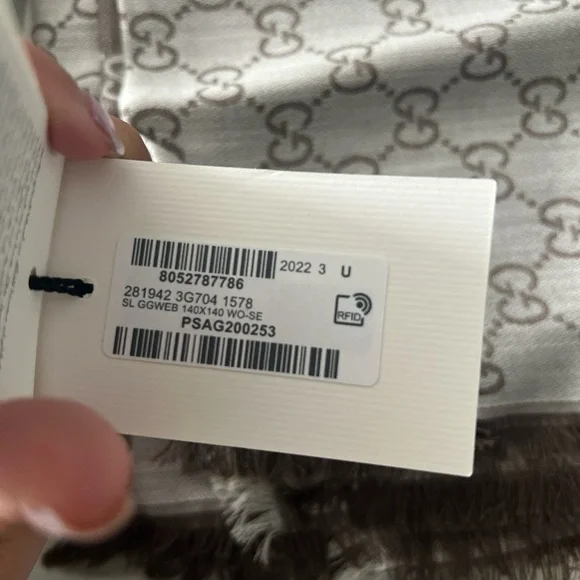 2022 3 U
8052787786
281942 3G704 1578
SL GGWEB 140X140 WO-SE
RFID
PSAG200253